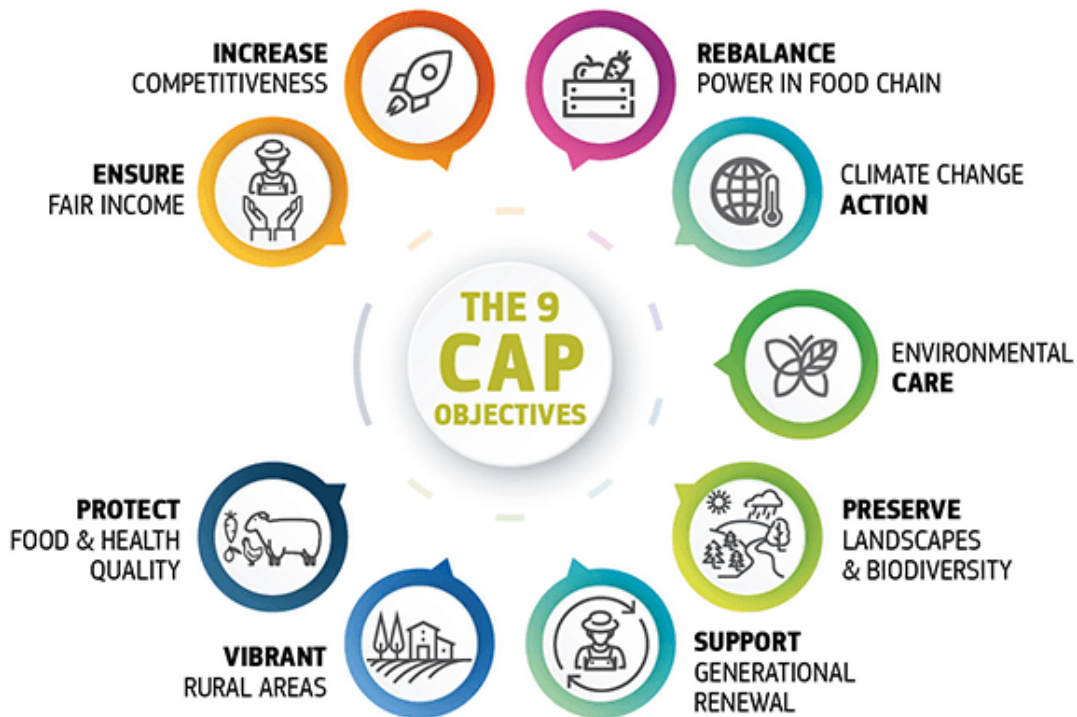 THE 9
CAP
OBJECTIVES
ENSURE
FAIR INCOME
INCREASE
COMPETITIVENESS
REBALANCE
POWER IN FOOD CHAIN
CLIMATE CHANGE
ACTION
ENVIRONMENTAL
CARE
PRESERVE
LANDSCAPES
& BIODIVERSITY
SUPPORT
GENERATIONAL
RENEWAL
VIBRANT
RURAL AREAS
PROTECT
FOOD & HEALTH
QUALITY